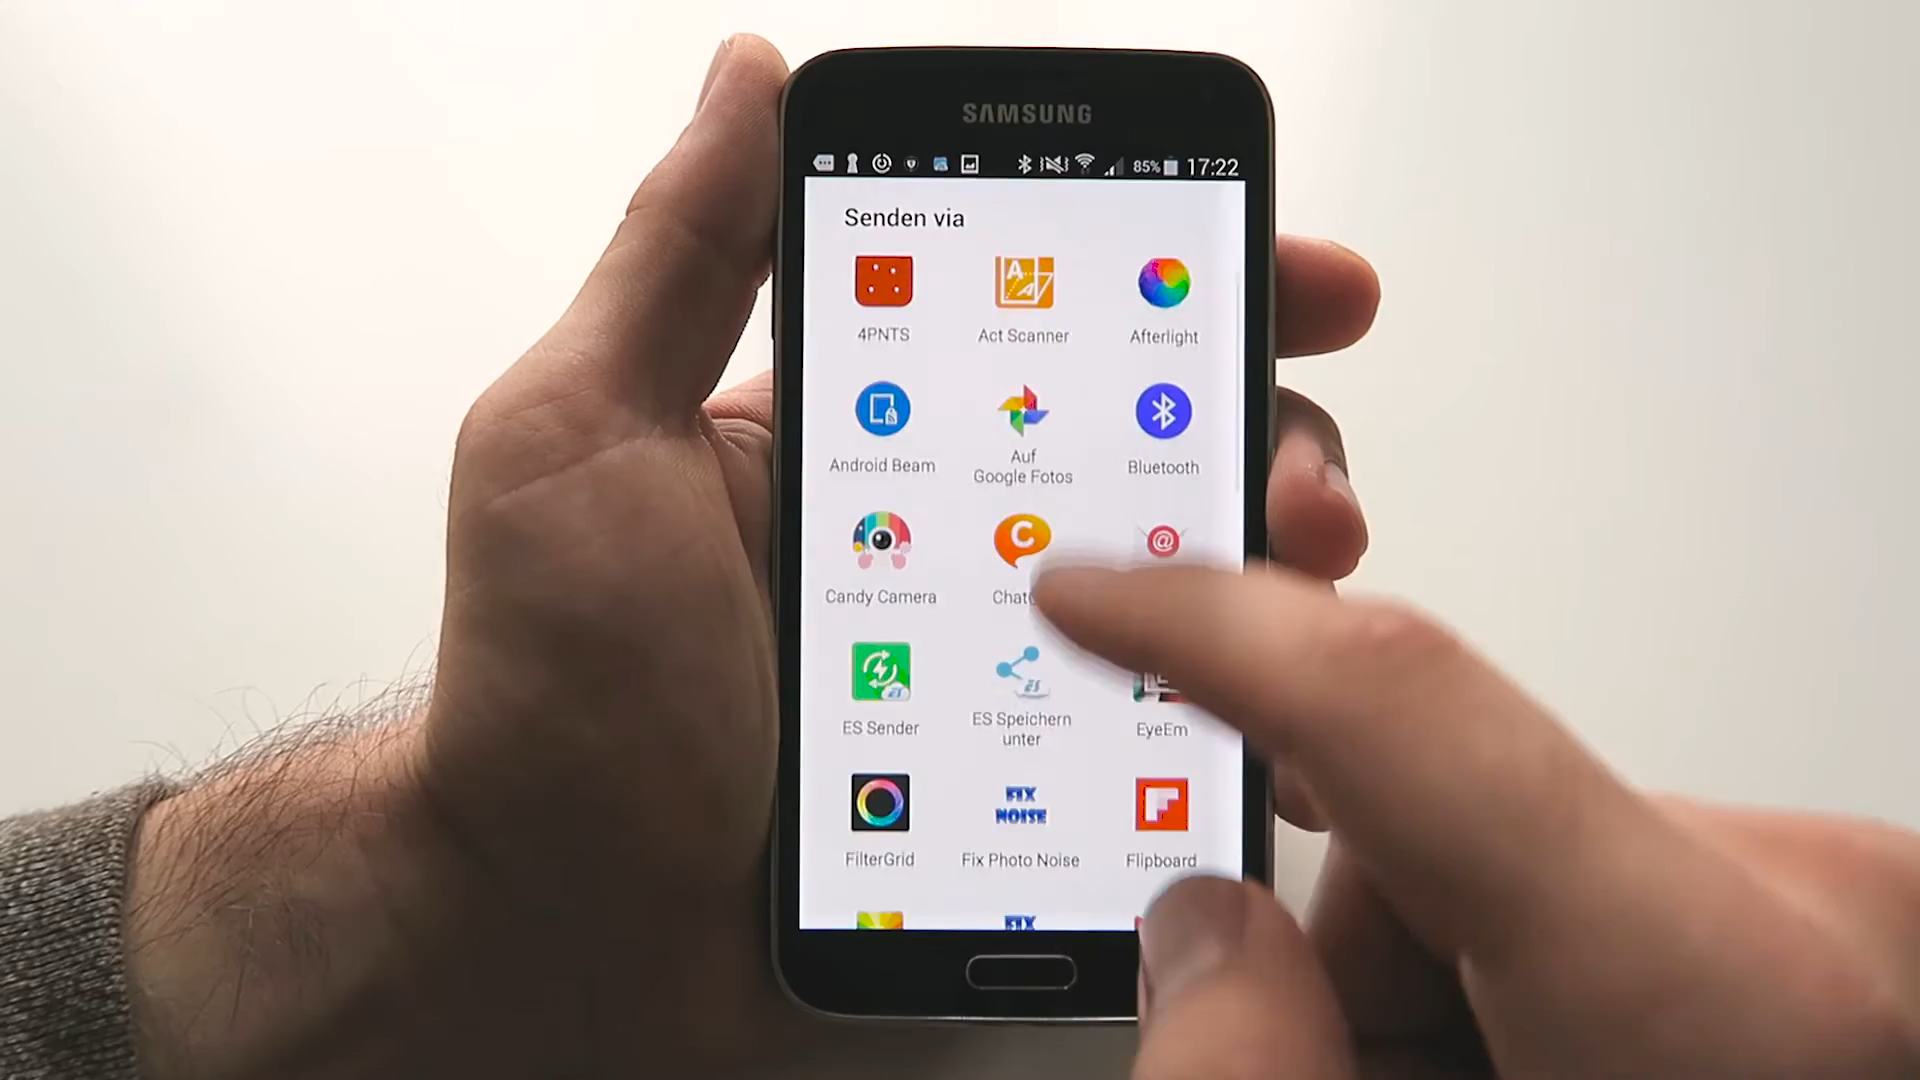 SAMSUNG
85% 17:22
Senden via
4PNTS
Act Scanner
Afterlight
Android Beam
Auf
Google Fotos
Bluetooth
Candy Camera
ES Sender
ES Speichern
unter
EyeEm
FilterGrid
FIX
NOISE
Fix Photo Noise
Flipboard
FIX